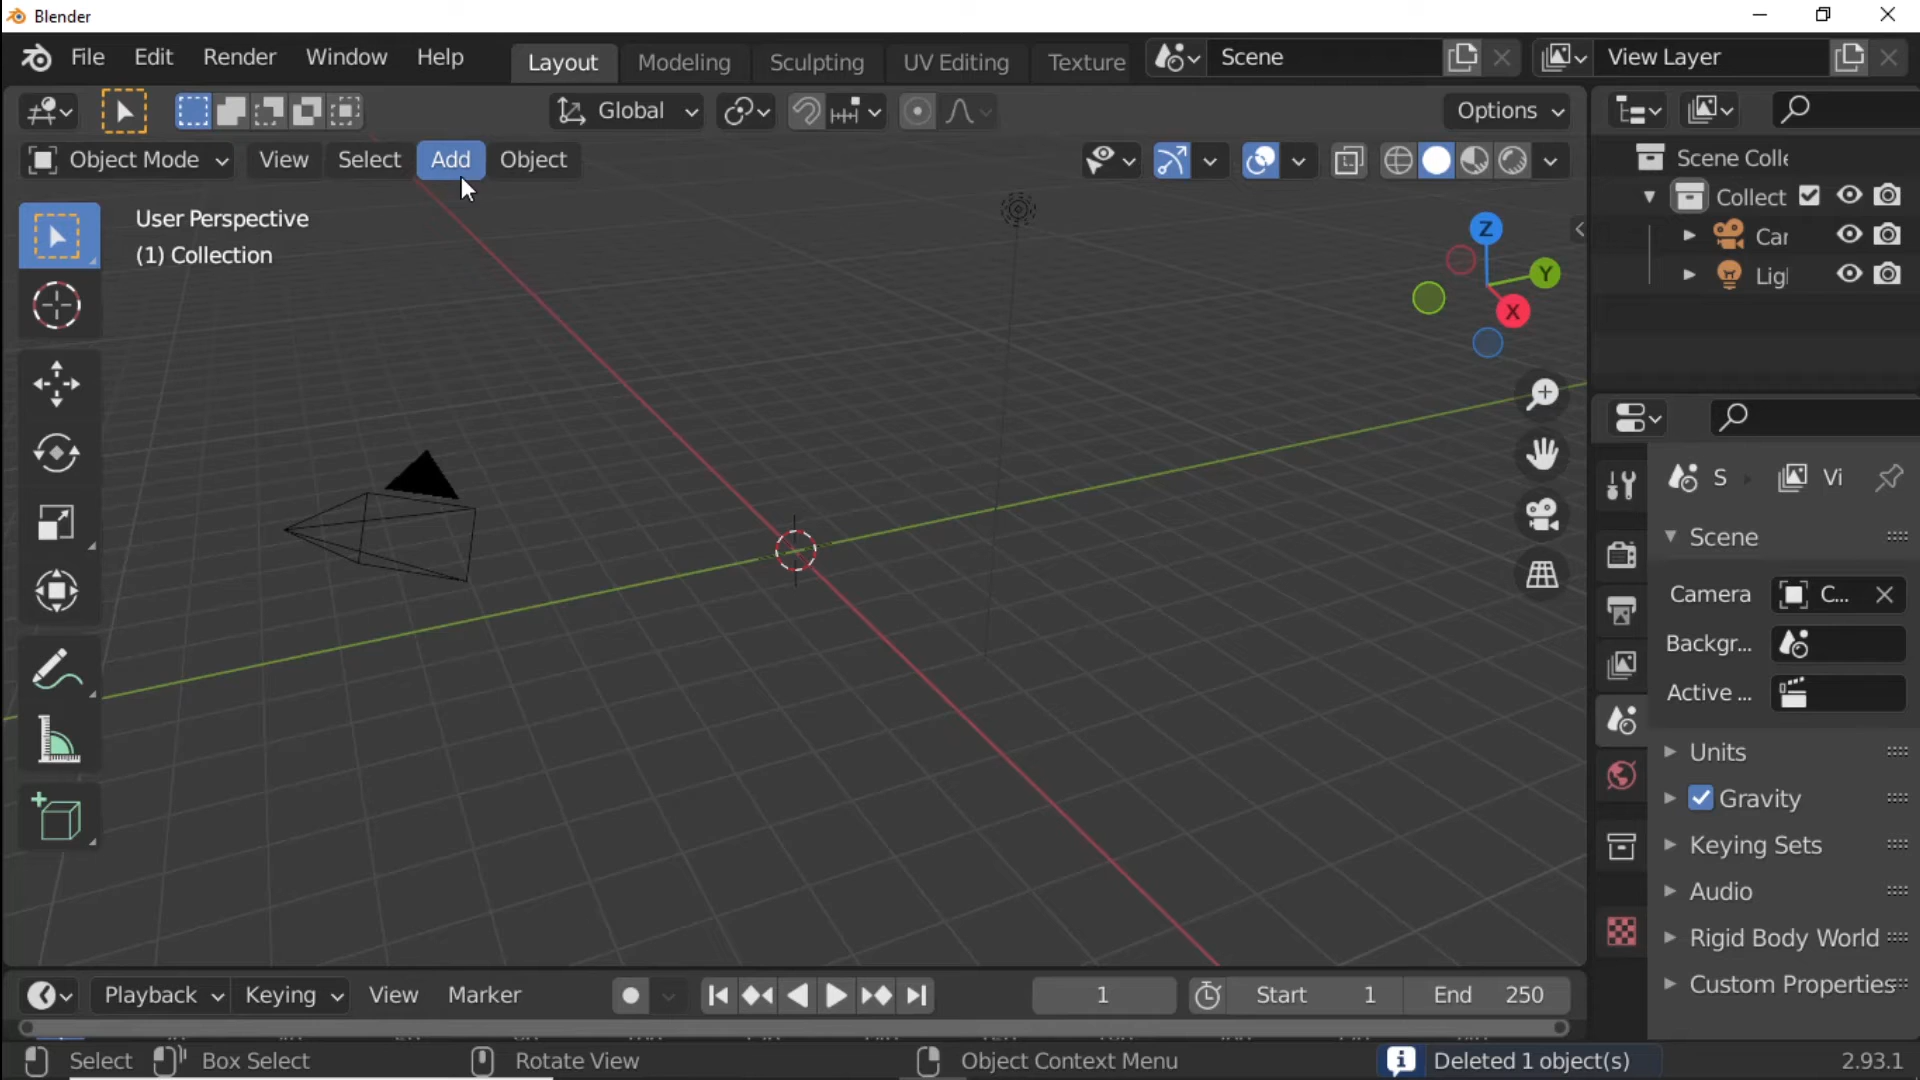 Blender
File Edit Render Window Help Layout Modeling Sculpting UV Editing Texture Scene View Layer
Global Options
Object Mode View Select Add Object
User Perspective
(1) Collection
Z
Y
X
Scene Colle
Collect
Car
Lig
S Vi
Scene
Camera C...
Backgr...
Active ...
Units
Gravity
Keying Sets
Audio
Rigid Body World
Custom Properties
Playback Keying View Marker 1 Start 1 End 250
Select Box Select Rotate View Object Context Menu Deleted 1 object(s) 2.93.1